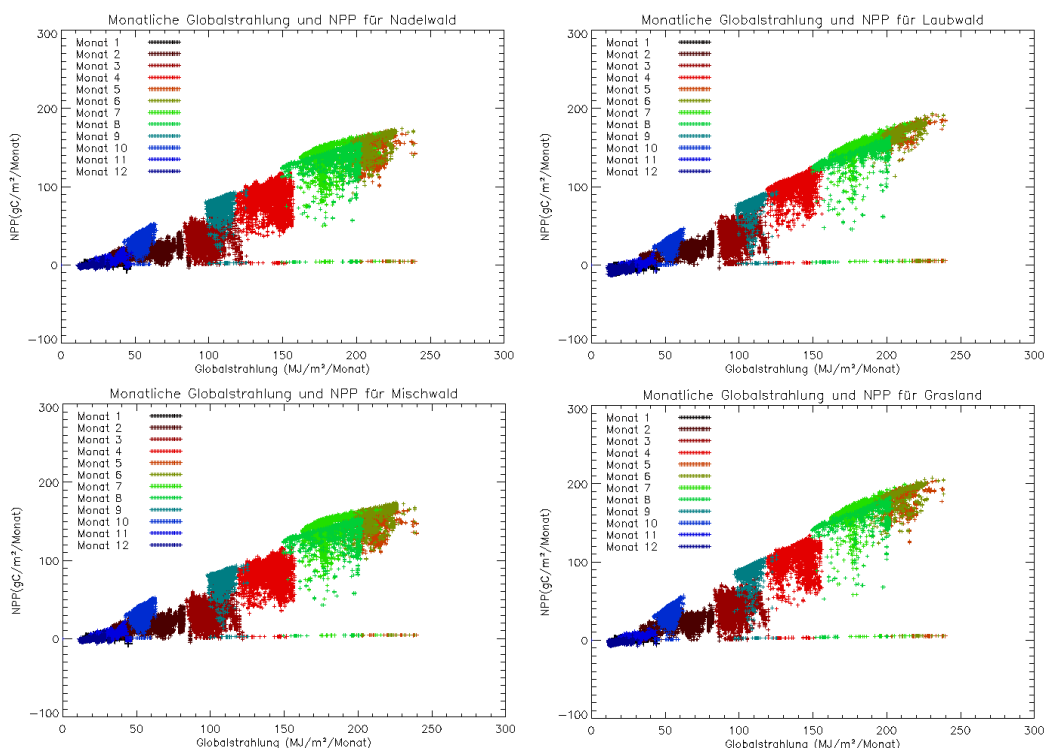 Monatliche Globalstrahlung und NPP für Nadelwald
300
200
100
0
−100
NPP(gC/m²/Monat)
Monat 1
Monat 2
Monat 3
Monat 4
Monat 5
Monat 6
Monat 7
Monat 8
Monat 9
Monat 10
Monat 11
Monat 12
0 50 100 150 200 250 300
Globalstrahlung (MJ/m²/Monat)
Monatliche Globalstrahlung und NPP für Laubwald
300
200
100
0
−100
NPP(gC/m²/Monat)
Monat 1
Monat 2
Monat 3
Monat 4
Monat 5
Monat 6
Monat 7
Monat 8
Monat 9
Monat 10
Monat 11
Monat 12
0 50 100 150 200 250 300
Globalstrahlung (MJ/m²/Monat)
Monatliche Globalstrahlung und NPP für Mischwald
300
200
100
0
−100
NPP(gC/m²/Monat)
Monat 1
Monat 2
Monat 3
Monat 4
Monat 5
Monat 6
Monat 7
Monat 8
Monat 9
Monat 10
Monat 11
Monat 12
0 50 100 150 200 250 300
Globalstrahlung (MJ/m²/Monat)
Monatliche Globalstrahlung und NPP für Grasland
300
200
100
0
−100
NPP(gC/m²/Monat)
Monat 1
Monat 2
Monat 3
Monat 4
Monat 5
Monat 6
Monat 7
Monat 8
Monat 9
Monat 10
Monat 11
Monat 12
0 50 100 150 200 250 300
Globalstrahlung (MJ/m²/Monat)